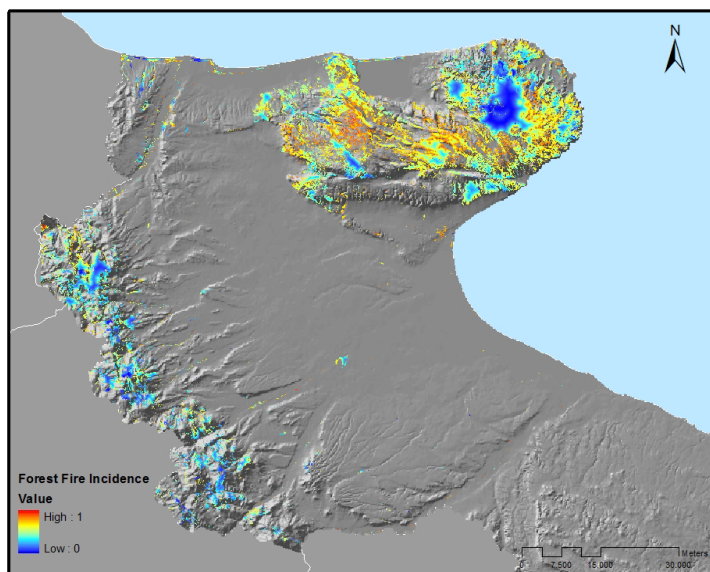 N
Forest Fire Incidence
Value
High : 1
Low : 0
Meters
0 7,500 15,000 30,000